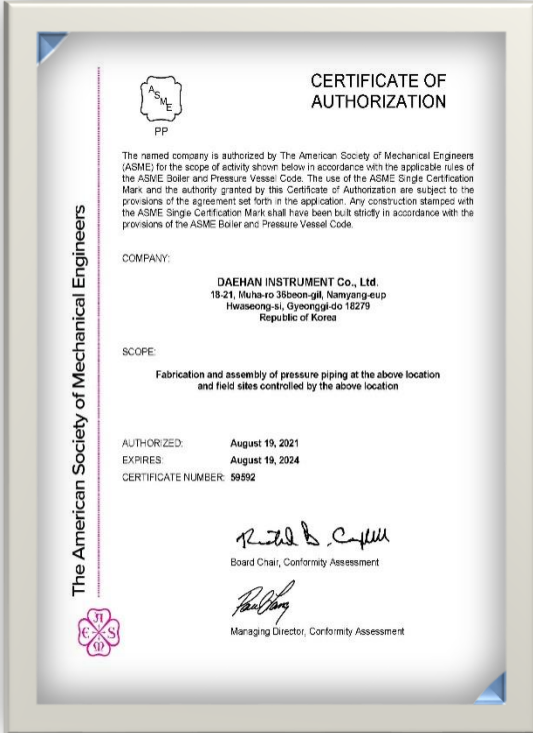 ASME
PP
CERTIFICATE OF
AUTHORIZATION
The named company is authorized by The American Society of Mechanical Engineers
(ASME) for the scope of activity shown below in accordance with the applicable rules of
the ASME Boiler and Pressure Vessel Code. The use of the ASME Single Certification
Mark and the authority granted by this Certificate of Authorization are subject to the
provisions of the agreement set forth in the application. Any construction stamped with
the ASME Single Certification Mark shall have been built strictly in accordance with the
provisions of the ASME Boiler and Pressure Vessel Code.
COMPANY:
DAEHAN INSTRUMENT Co., Ltd.
18-21, Muha-ro 36beon-gil, Namyang-eup
Hwaseong-si, Gyeonggi-do 18279
Republic of Korea
SCOPE:
Fabrication and assembly of pressure piping at the above location
and field sites controlled by the above location
AUTHORIZED: August 19, 2021
EXPIRES: August 19, 2024
CERTIFICATE NUMBER: 59592
Board Chair, Conformity Assessment
Managing Director, Conformity Assessment
The American Society of Mechanical Engineers
ASME